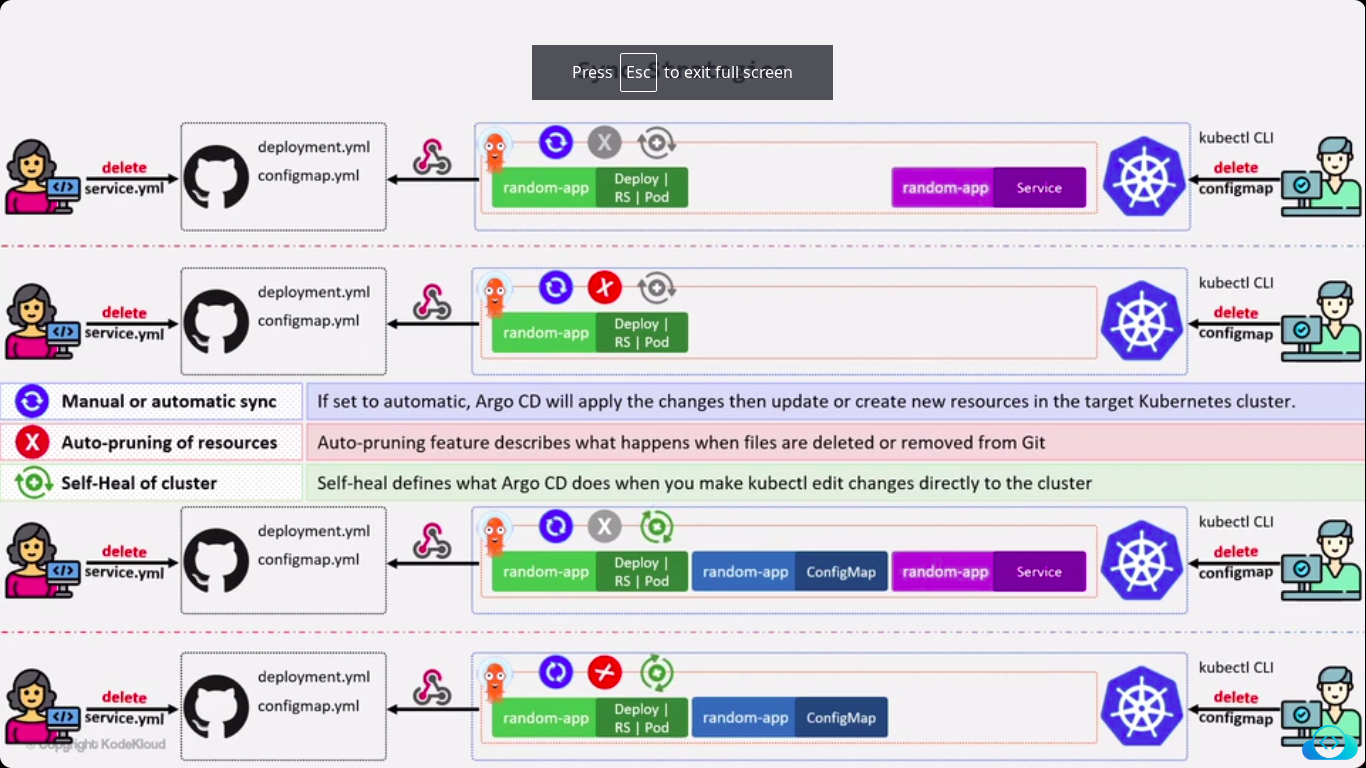 Sync Strategies
Press Esc to exit full screen
deployment.yml
configmap.yml
delete
service.yml
random-app
Deploy |
RS | Pod
random-app
Service
kubectl CLI
delete
configmap
deployment.yml
configmap.yml
delete
service.yml
random-app
Deploy |
RS | Pod
kubectl CLI
delete
configmap
Manual or automatic sync
If set to automatic, Argo CD will apply the changes then update or create new resources in the target Kubernetes cluster.
X
Auto-pruning of resources
Auto-pruning feature describes what happens when files are deleted or removed from Git
Self-Heal of cluster
Self-heal defines what Argo CD does when you make kubectl edit changes directly to the cluster
deployment.yml
configmap.yml
delete
service.yml
random-app
Deploy |
RS | Pod
random-app
ConfigMap
random-app
Service
kubectl CLI
delete
configmap
deployment.yml
configmap.yml
delete
service.yml
random-app
Deploy |
RS | Pod
random-app
ConfigMap
kubectl CLI
delete
configmap
© Copyright KodeKloud